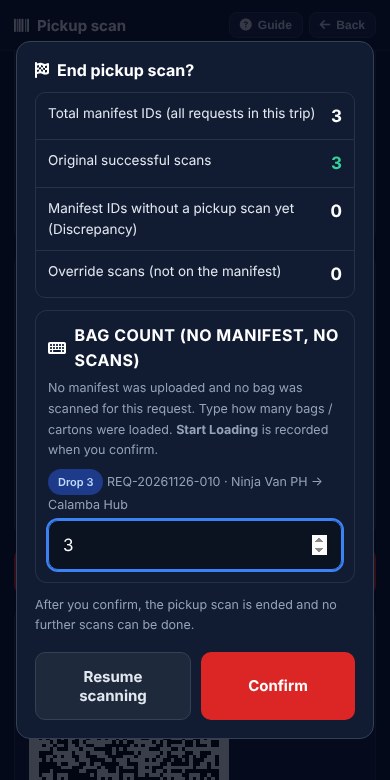 Pickup scan
Guide
Back
End pickup scan?
Total manifest IDs (all requests in this trip) 3
Original successful scans 3
Manifest IDs without a pickup scan yet 0
(Discrepancy)
Override scans (not on the manifest) 0
BAG COUNT (NO MANIFEST, NO
SCANS)
No manifest was uploaded and no bag was
scanned for this request. Type how many bags /
cartons were loaded. Start Loading is recorded
when you confirm.
Drop 3 REQ-20261126-010 · Ninja Van PH →
Calamba Hub
3
After you confirm, the pickup scan is ended and no
further scans can be done.
Resume
scanning
Confirm